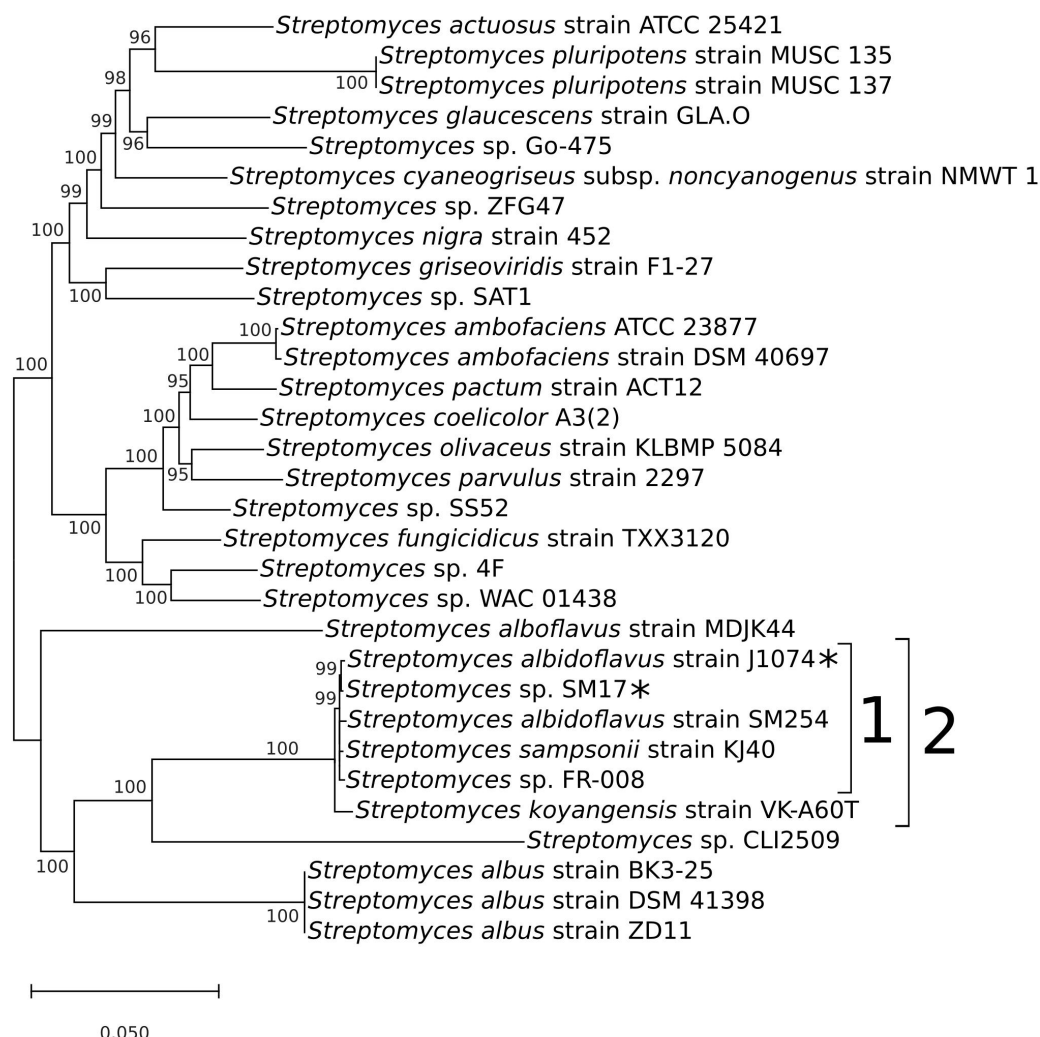 Streptomyces actuosus strain ATCC 25421
96
Streptomyces pluripotens strain MUSC 135
100
Streptomyces pluripotens strain MUSC 137
98
Streptomyces glaucescens strain GLA.O
99
96
Streptomyces sp. Go-475
100
Streptomyces cyaneogriseus subsp. noncyanogenus strain NMWT 1
99
Streptomyces sp. ZFG47
100
Streptomyces nigra strain 452
Streptomyces griseoviridis strain F1-27
100
Streptomyces sp. SAT1
100
Streptomyces ambofaciens ATCC 23877
100
Streptomyces ambofaciens strain DSM 40697
100
95
Streptomyces pactum strain ACT12
100
Streptomyces coelicolor A3(2)
100
Streptomyces olivaceus strain KLBMP 5084
95
Streptomyces parvulus strain 2297
Streptomyces sp. SS52
100
Streptomyces fungicidicus strain TXX3120
100
Streptomyces sp. 4F
100
Streptomyces sp. WAC 01438
Streptomyces alboflavus strain MDJK44
99
Streptomyces albidoflavus strain J1074*
99
Streptomyces sp. SM17*
Streptomyces albidoflavus strain SM254
1
2
100
Streptomyces sampsonii strain KJ40
100
Streptomyces sp. FR-008
Streptomyces koyangensis strain VK-A60T
Streptomyces sp. CLI2509
100
Streptomyces albus strain BK3-25
Streptomyces albus strain DSM 41398
100
Streptomyces albus strain ZD11
0.050